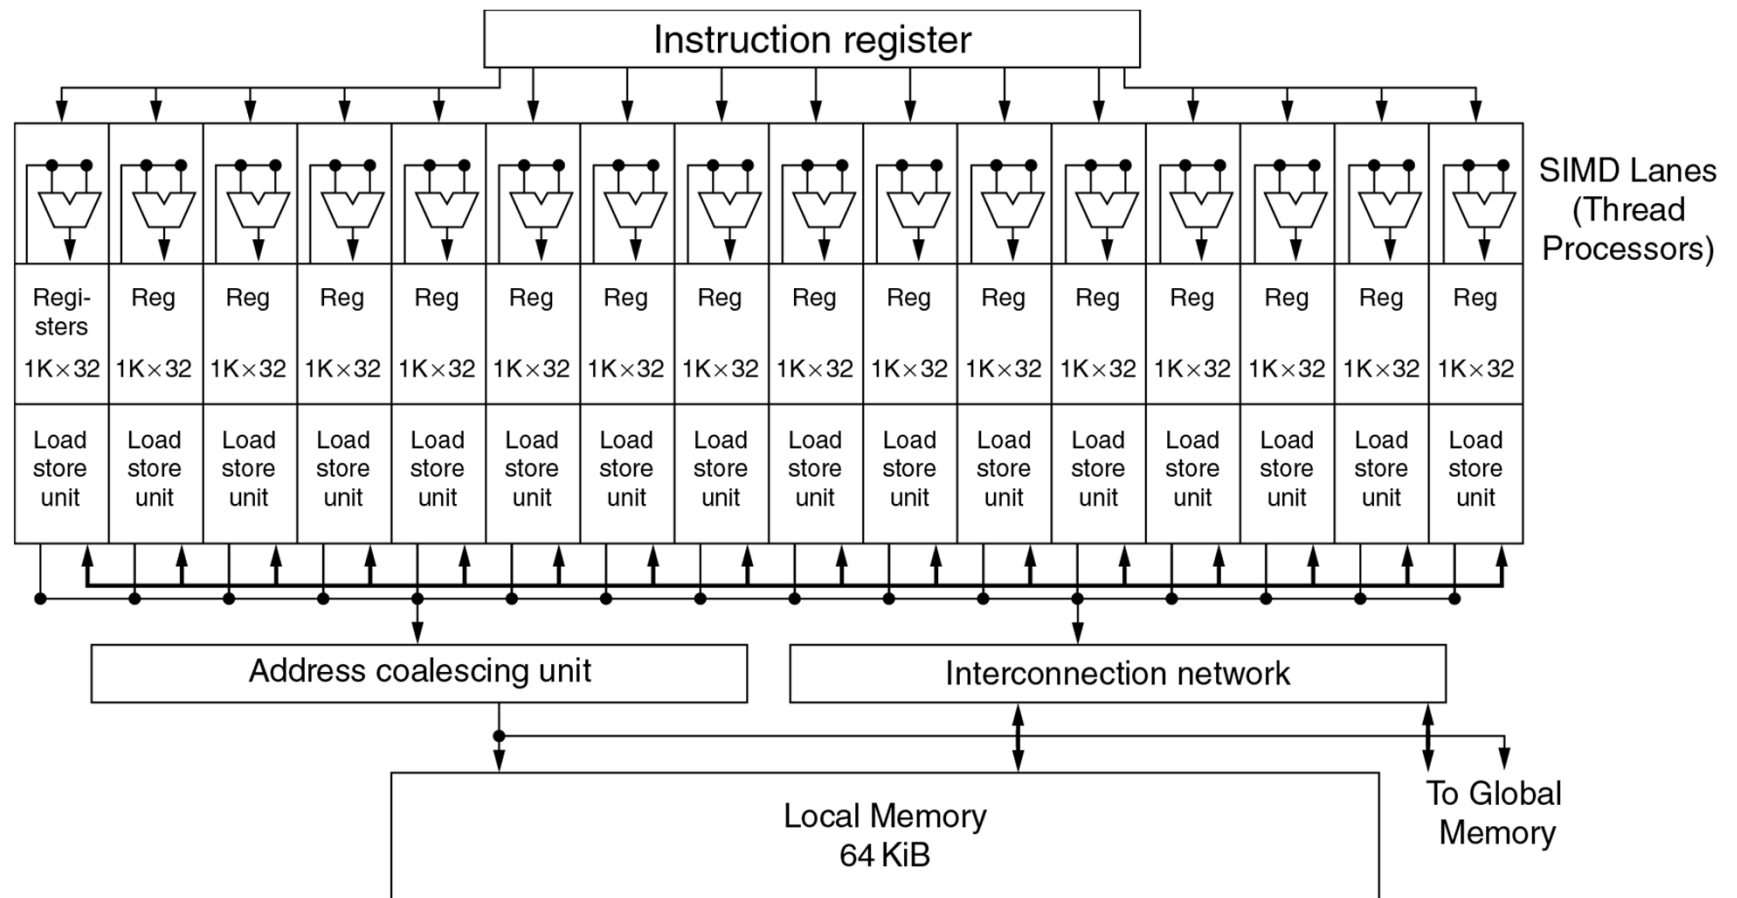 Instruction register
SIMD Lanes
(Thread
Processors)
Regi- Reg Reg Reg Reg Reg Reg Reg Reg Reg Reg Reg Reg Reg Reg Reg
sters
1K×32 1K×32 1K×32 1K×32 1K×32 1K×32 1K×32 1K×32 1K×32 1K×32 1K×32 1K×32 1K×32 1K×32 1K×32 1K×32
Load Load Load Load Load Load Load Load Load Load Load Load Load Load Load Load
store store store store store store store store store store store store store store store store
unit unit unit unit unit unit unit unit unit unit unit unit unit unit unit unit
Address coalescing unit
Interconnection network
Local Memory
64 KiB
To Global
Memory